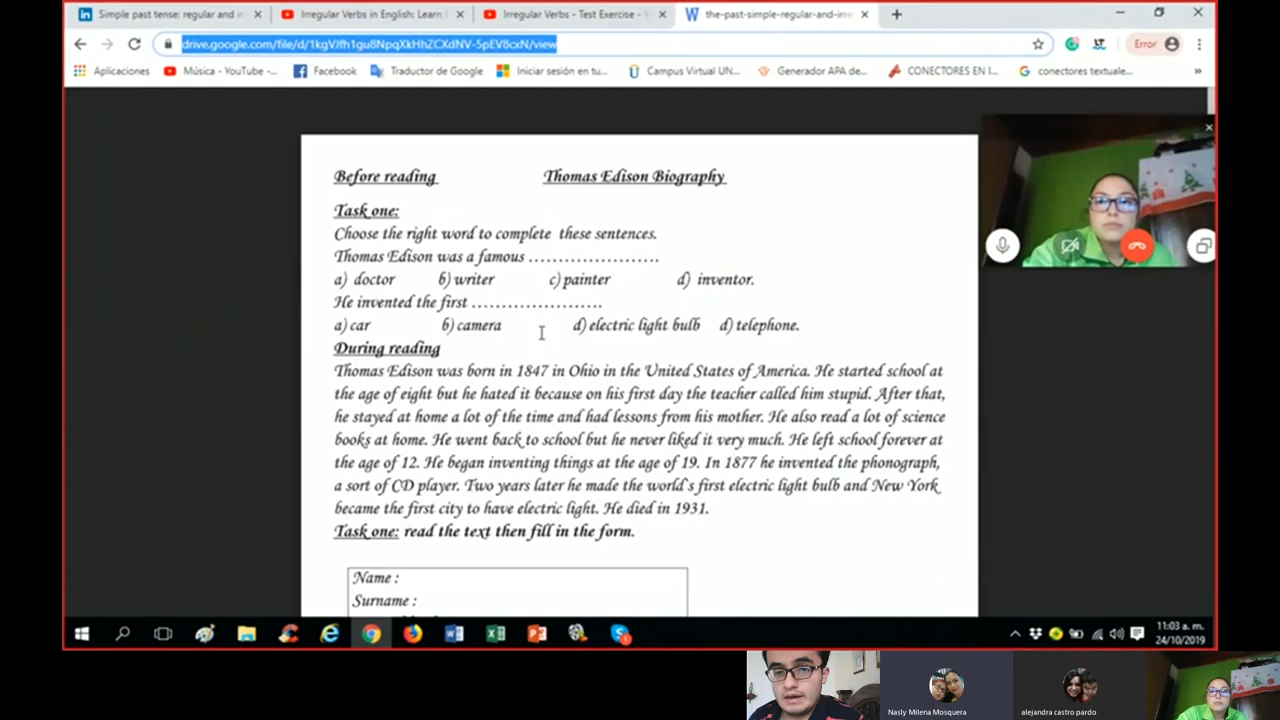 Simple past tense: regular and ir
Irregular Verbs in English: Learn
Irregular Verbs - Test Exercise -
the-past-simple-regular-and-irre
drive.google.com/file/d/1kgVJfh1gu8NpqXkHhZCXdNV-5pEV8cxN/view
Error
Aplicaciones
Música - YouTube -...
Facebook
Traductor de Google
Iniciar sesión en tu...
Campus Virtual UN...
Generador APA de...
CONECTORES EN I...
conectores textuale...
»
Before reading Thomas Edison Biography
Task one:
Choose the right word to complete these sentences.
Thomas Edison was a famous ......................
a) doctor b) writer c) painter d) inventor.
He invented the first ......................
a) car b) camera d) electric light bulb d) telephone.
During reading
Thomas Edison was born in 1847 in Ohio in the United States of America. He started school at
the age of eight but he hated it because on his first day the teacher called him stupid. After that,
he stayed at home a lot of the time and had lessons from his mother. He also read a lot of science
books at home. He went back to school but he never liked it very much. He left school forever at
the age of 12. He began inventing things at the age of 19. In 1877 he invented the phonograph,
a sort of CD player. Two years later he made the world's first electric light bulb and New York
became the first city to have electric light. He died in 1931.
Task one: read the text then fill in the form.
Name :
Surname :
11:03 a. m.
24/10/2019
Nasly Milena Mosquera
alejandra castro pardo